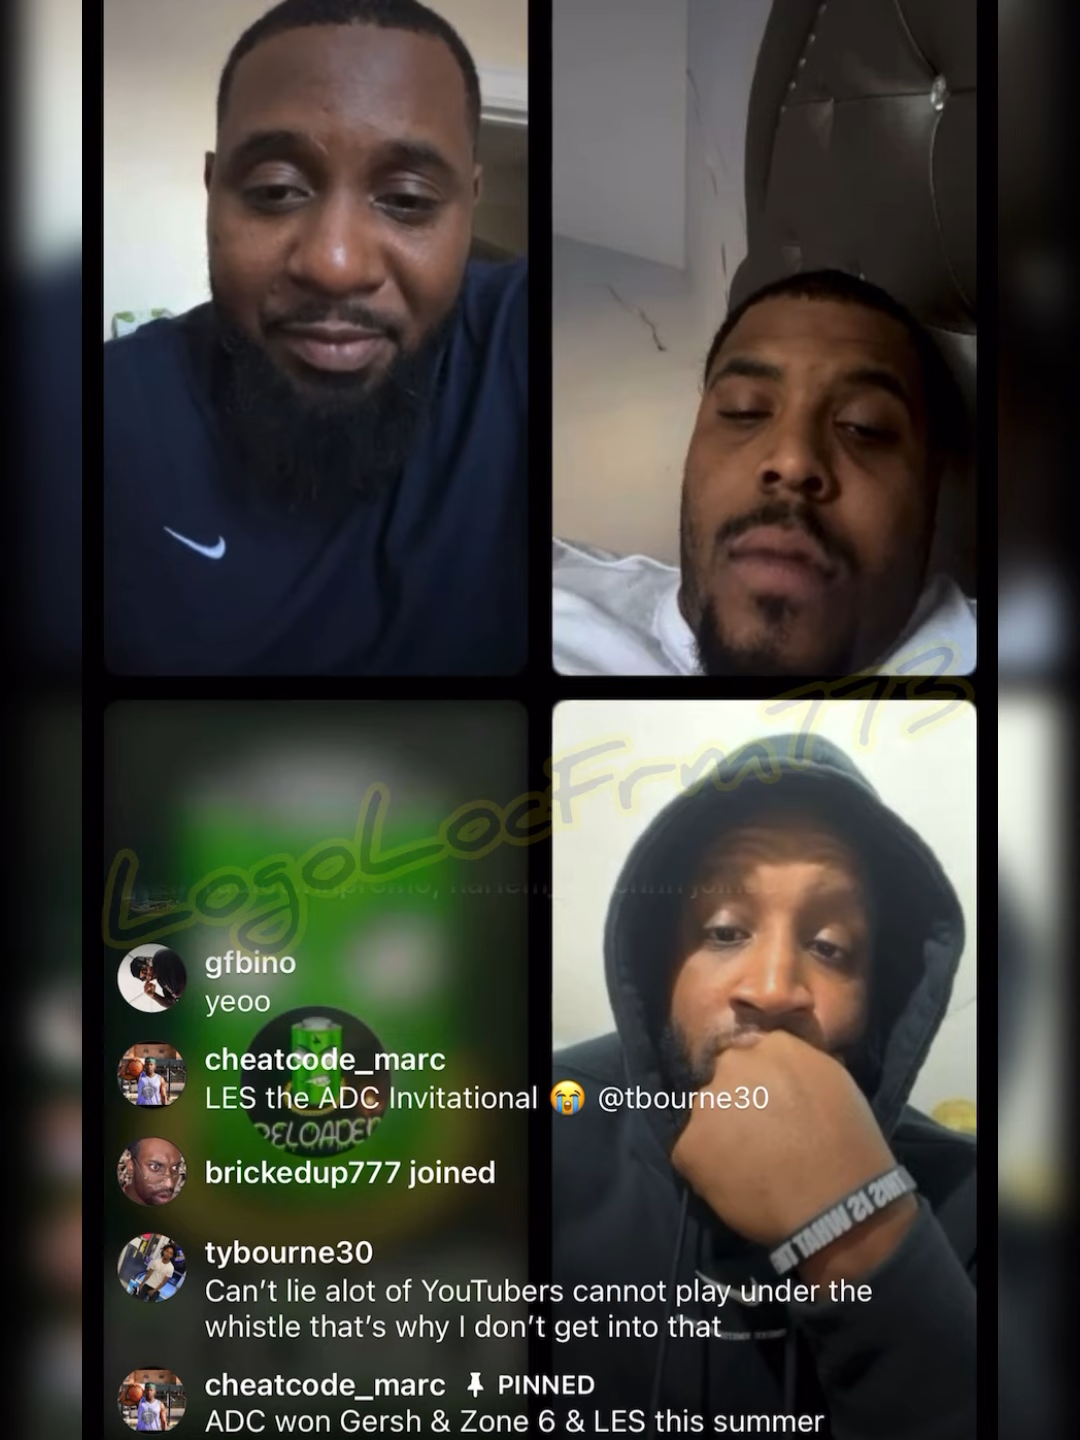 LogoLocFrm773
gfbino
yeoo
cheatcode_marc
LES the ADC Invitational 😭 @tbourne30
RELOADED
brickedup777 joined
tybourne30
Can’t lie alot of YouTubers cannot play under the
whistle that’s why I don’t get into that
cheatcode_marc PINNED
ADC won Gersh & Zone 6 & LES this summer